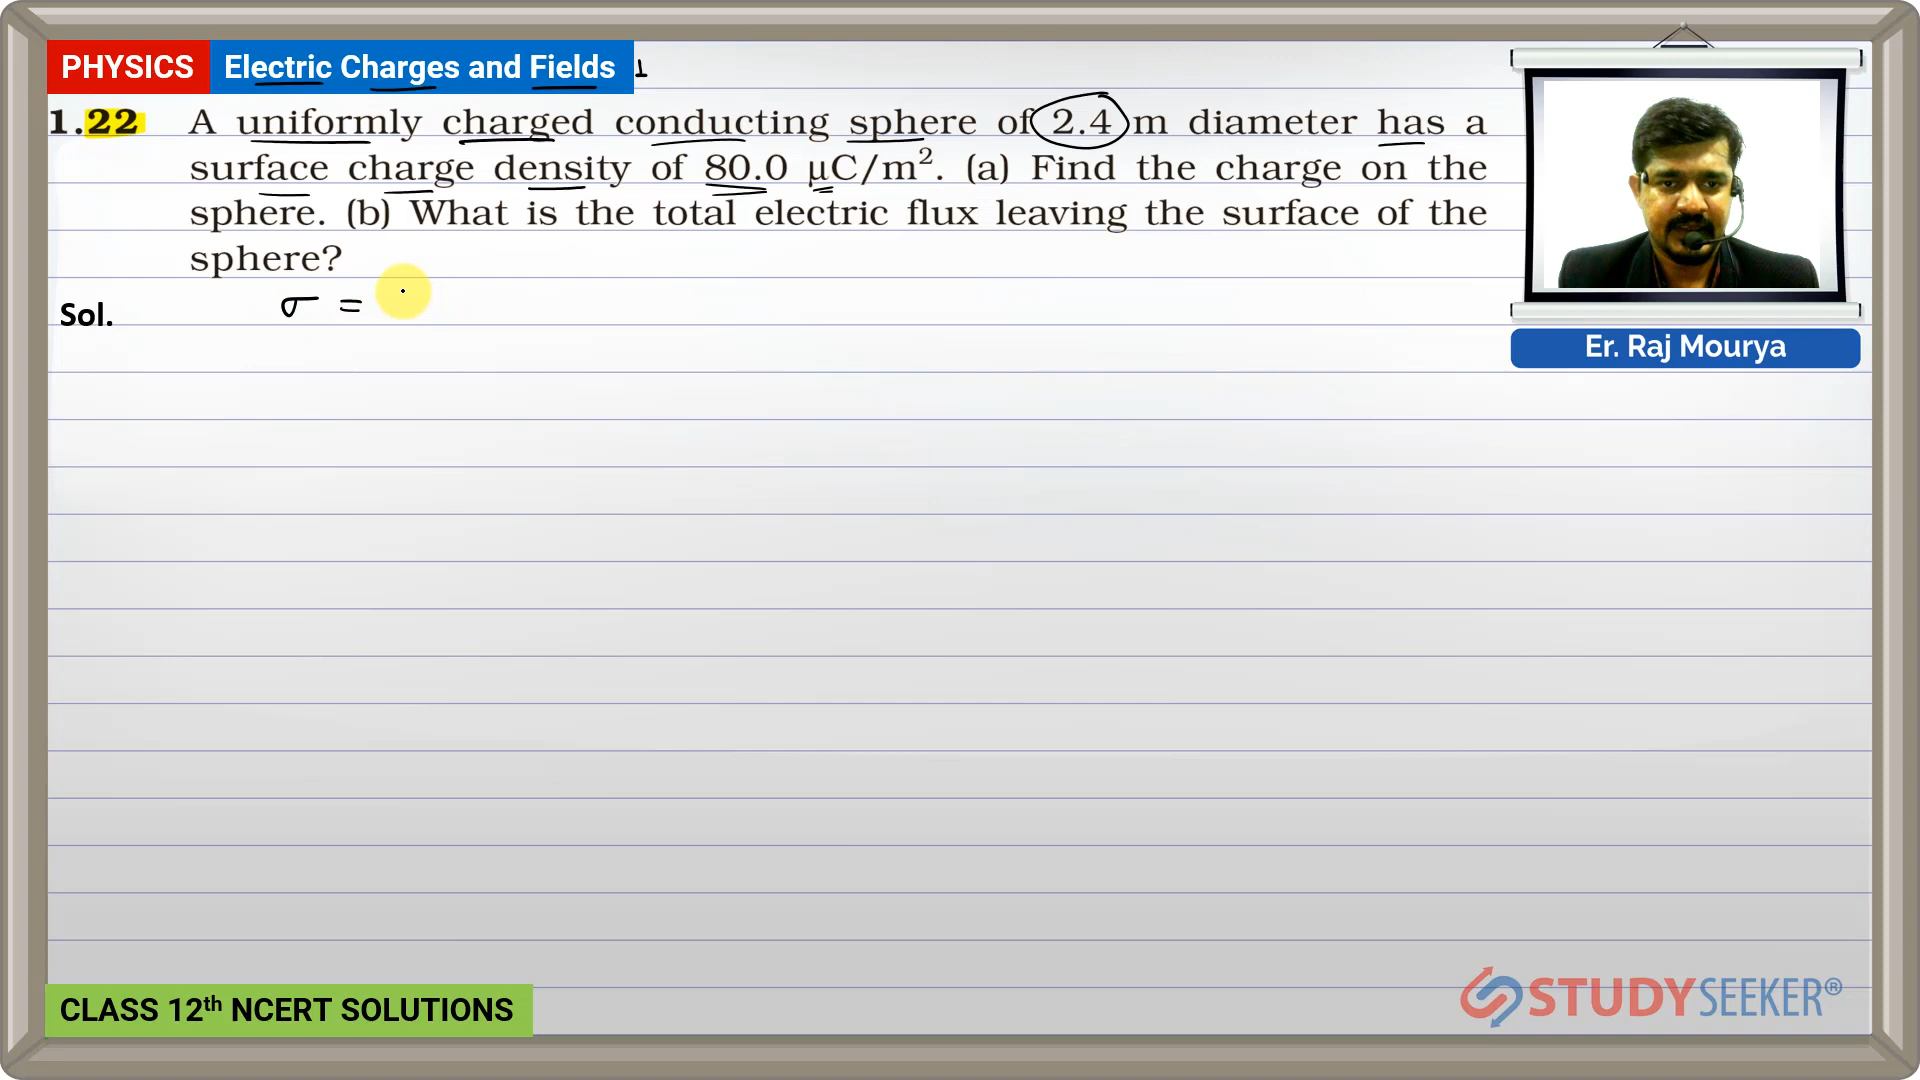 PHYSICS Electric Charges and Fields 1
1.22 A uniformly charged conducting sphere of 2.4 m diameter has a
surface charge density of 80.0 μC/m². (a) Find the charge on the
sphere. (b) What is the total electric flux leaving the surface of the
sphere?
Sol. σ =
Er. Raj Mourya
CLASS 12th NCERT SOLUTIONS
STUDYSEEKER®